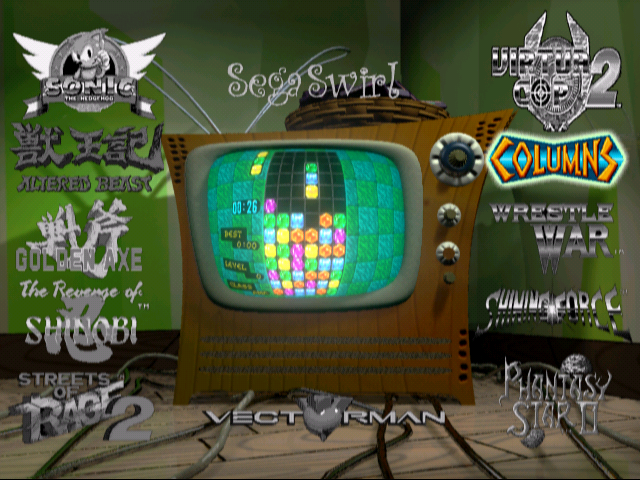 SONIC
THE HEDGEHOG
Sega Swirl
VIRTUA
COP 2
獣王記
ALTERED BEAST
COLUMNS
戦斧
GOLDEN AXE
WRESTLE
WAR
The Revenge of
忍
SHINOBI
SHINING FORCE
STREETS
OF
RAGE 2
VECTORMAN
PHANTASY
STAR II
00:26
BEST
0:00
LEVEL
0
CLASS